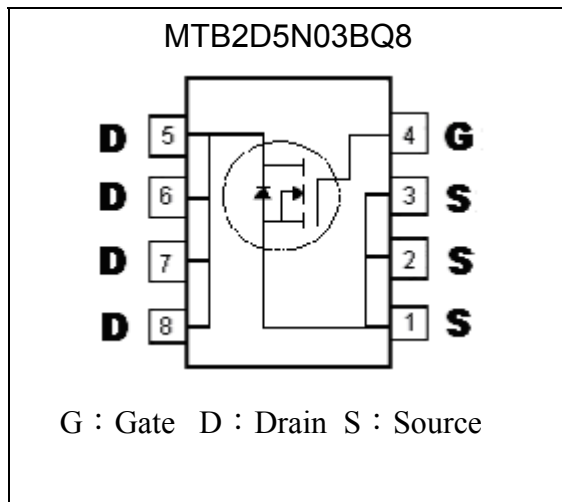 MTB2D5N03BQ8
D 5 4 G
D 6 3 S
D 7 2 S
D 8 1 S
G：Gate D：Drain S：Source